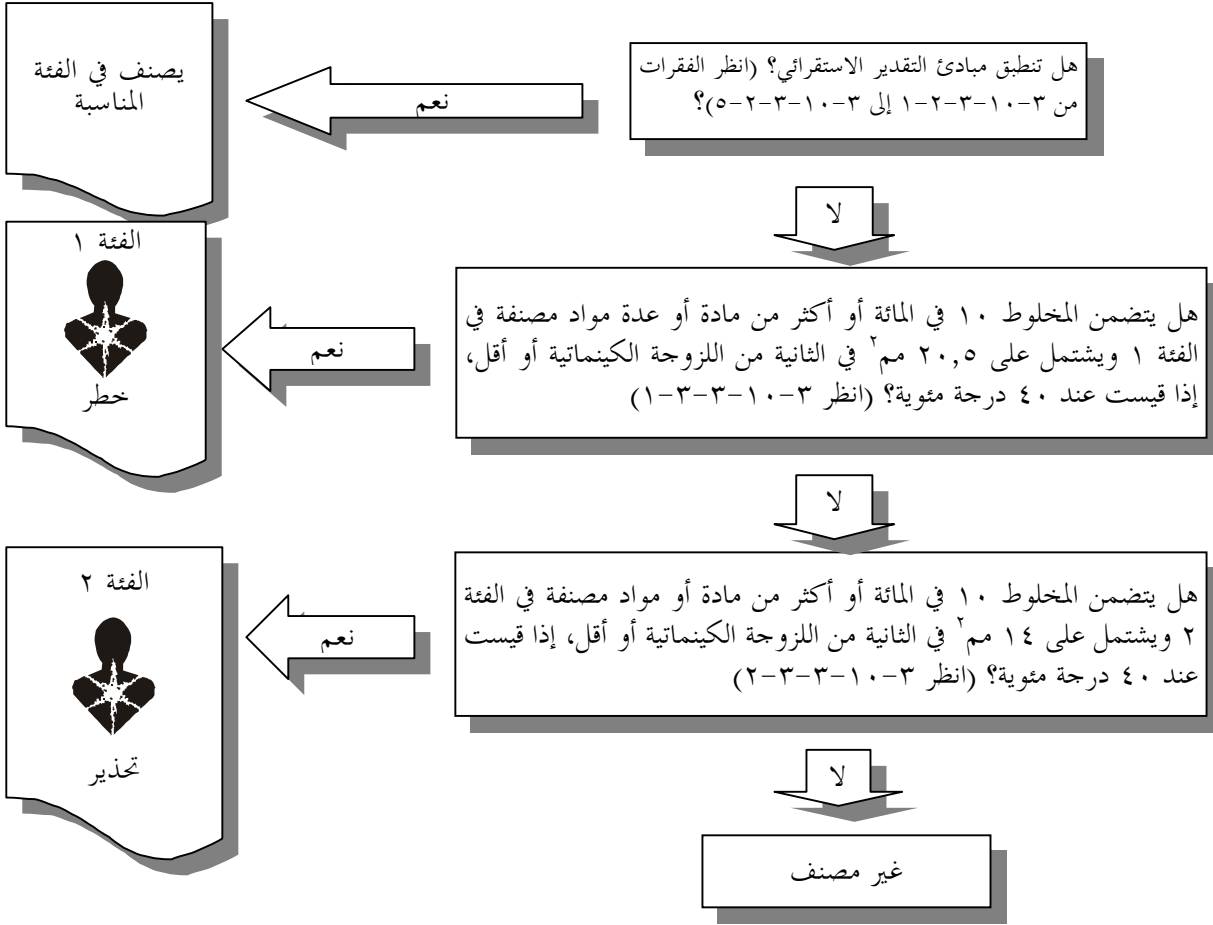 هل تنطبق مبادئ التقدير الاستقرائي؟ (انظر الفقرات
من ٣-١٠-٣-٢-١ إلى ٣-١٠-٣-٢-٥)؟
نعم
يصنف في الفئة
المناسبة
لا
هل يتضمن المخلوط ١٠ في المائة أو أكثر من مادة أو عدة مواد مصنفة في
الفئة ١ ويشتمل على ٢٠,٥ مم٢ في الثانية من اللزوجة الكينماتية أو أقل،
إذا قيست عند ٤٠ درجة مئوية؟ (انظر ٣-١٠-٣-٣-١)
نعم
الفئة ١
خطر
لا
هل يتضمن المخلوط ١٠ في المائة أو أكثر من مادة أو مواد مصنفة في الفئة
٢ ويشتمل على ١٤ مم٢ في الثانية من اللزوجة الكينماتية أو أقل، إذا قيست
عند ٤٠ درجة مئوية؟ (انظر ٣-١٠-٣-٣-٢)
نعم
الفئة ٢
تحذير
لا
غير مصنف